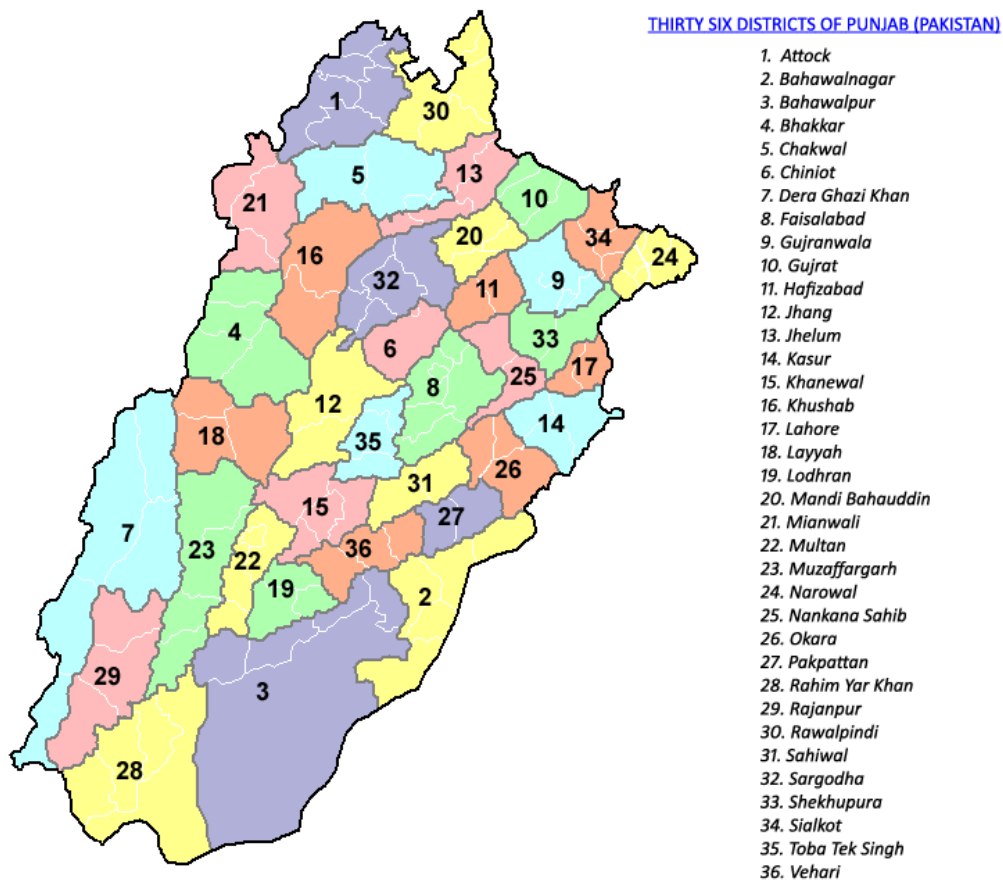 THIRTY SIX DISTRICTS OF PUNJAB (PAKISTAN)
1. Attock
2. Bahawalnagar
3. Bahawalpur
4. Bhakkar
5. Chakwal
6. Chiniot
7. Dera Ghazi Khan
8. Faisalabad
9. Gujranwala
10. Gujrat
11. Hafizabad
12. Jhang
13. Jhelum
14. Kasur
15. Khanewal
16. Khushab
17. Lahore
18. Layyah
19. Lodhran
20. Mandi Bahauddin
21. Mianwali
22. Multan
23. Muzaffargarh
24. Narowal
25. Nankana Sahib
26. Okara
27. Pakpattan
28. Rahim Yar Khan
29. Rajanpur
30. Rawalpindi
31. Sahiwal
32. Sargodha
33. Shekhupura
34. Sialkot
35. Toba Tek Singh
36. Vehari
1
30
5
13
21
10
20
34
16
24
32
9
11
4
33
6
17
25
8
12
14
18
35
26
31
15
27
7
23
36
22
19
2
29
3
28